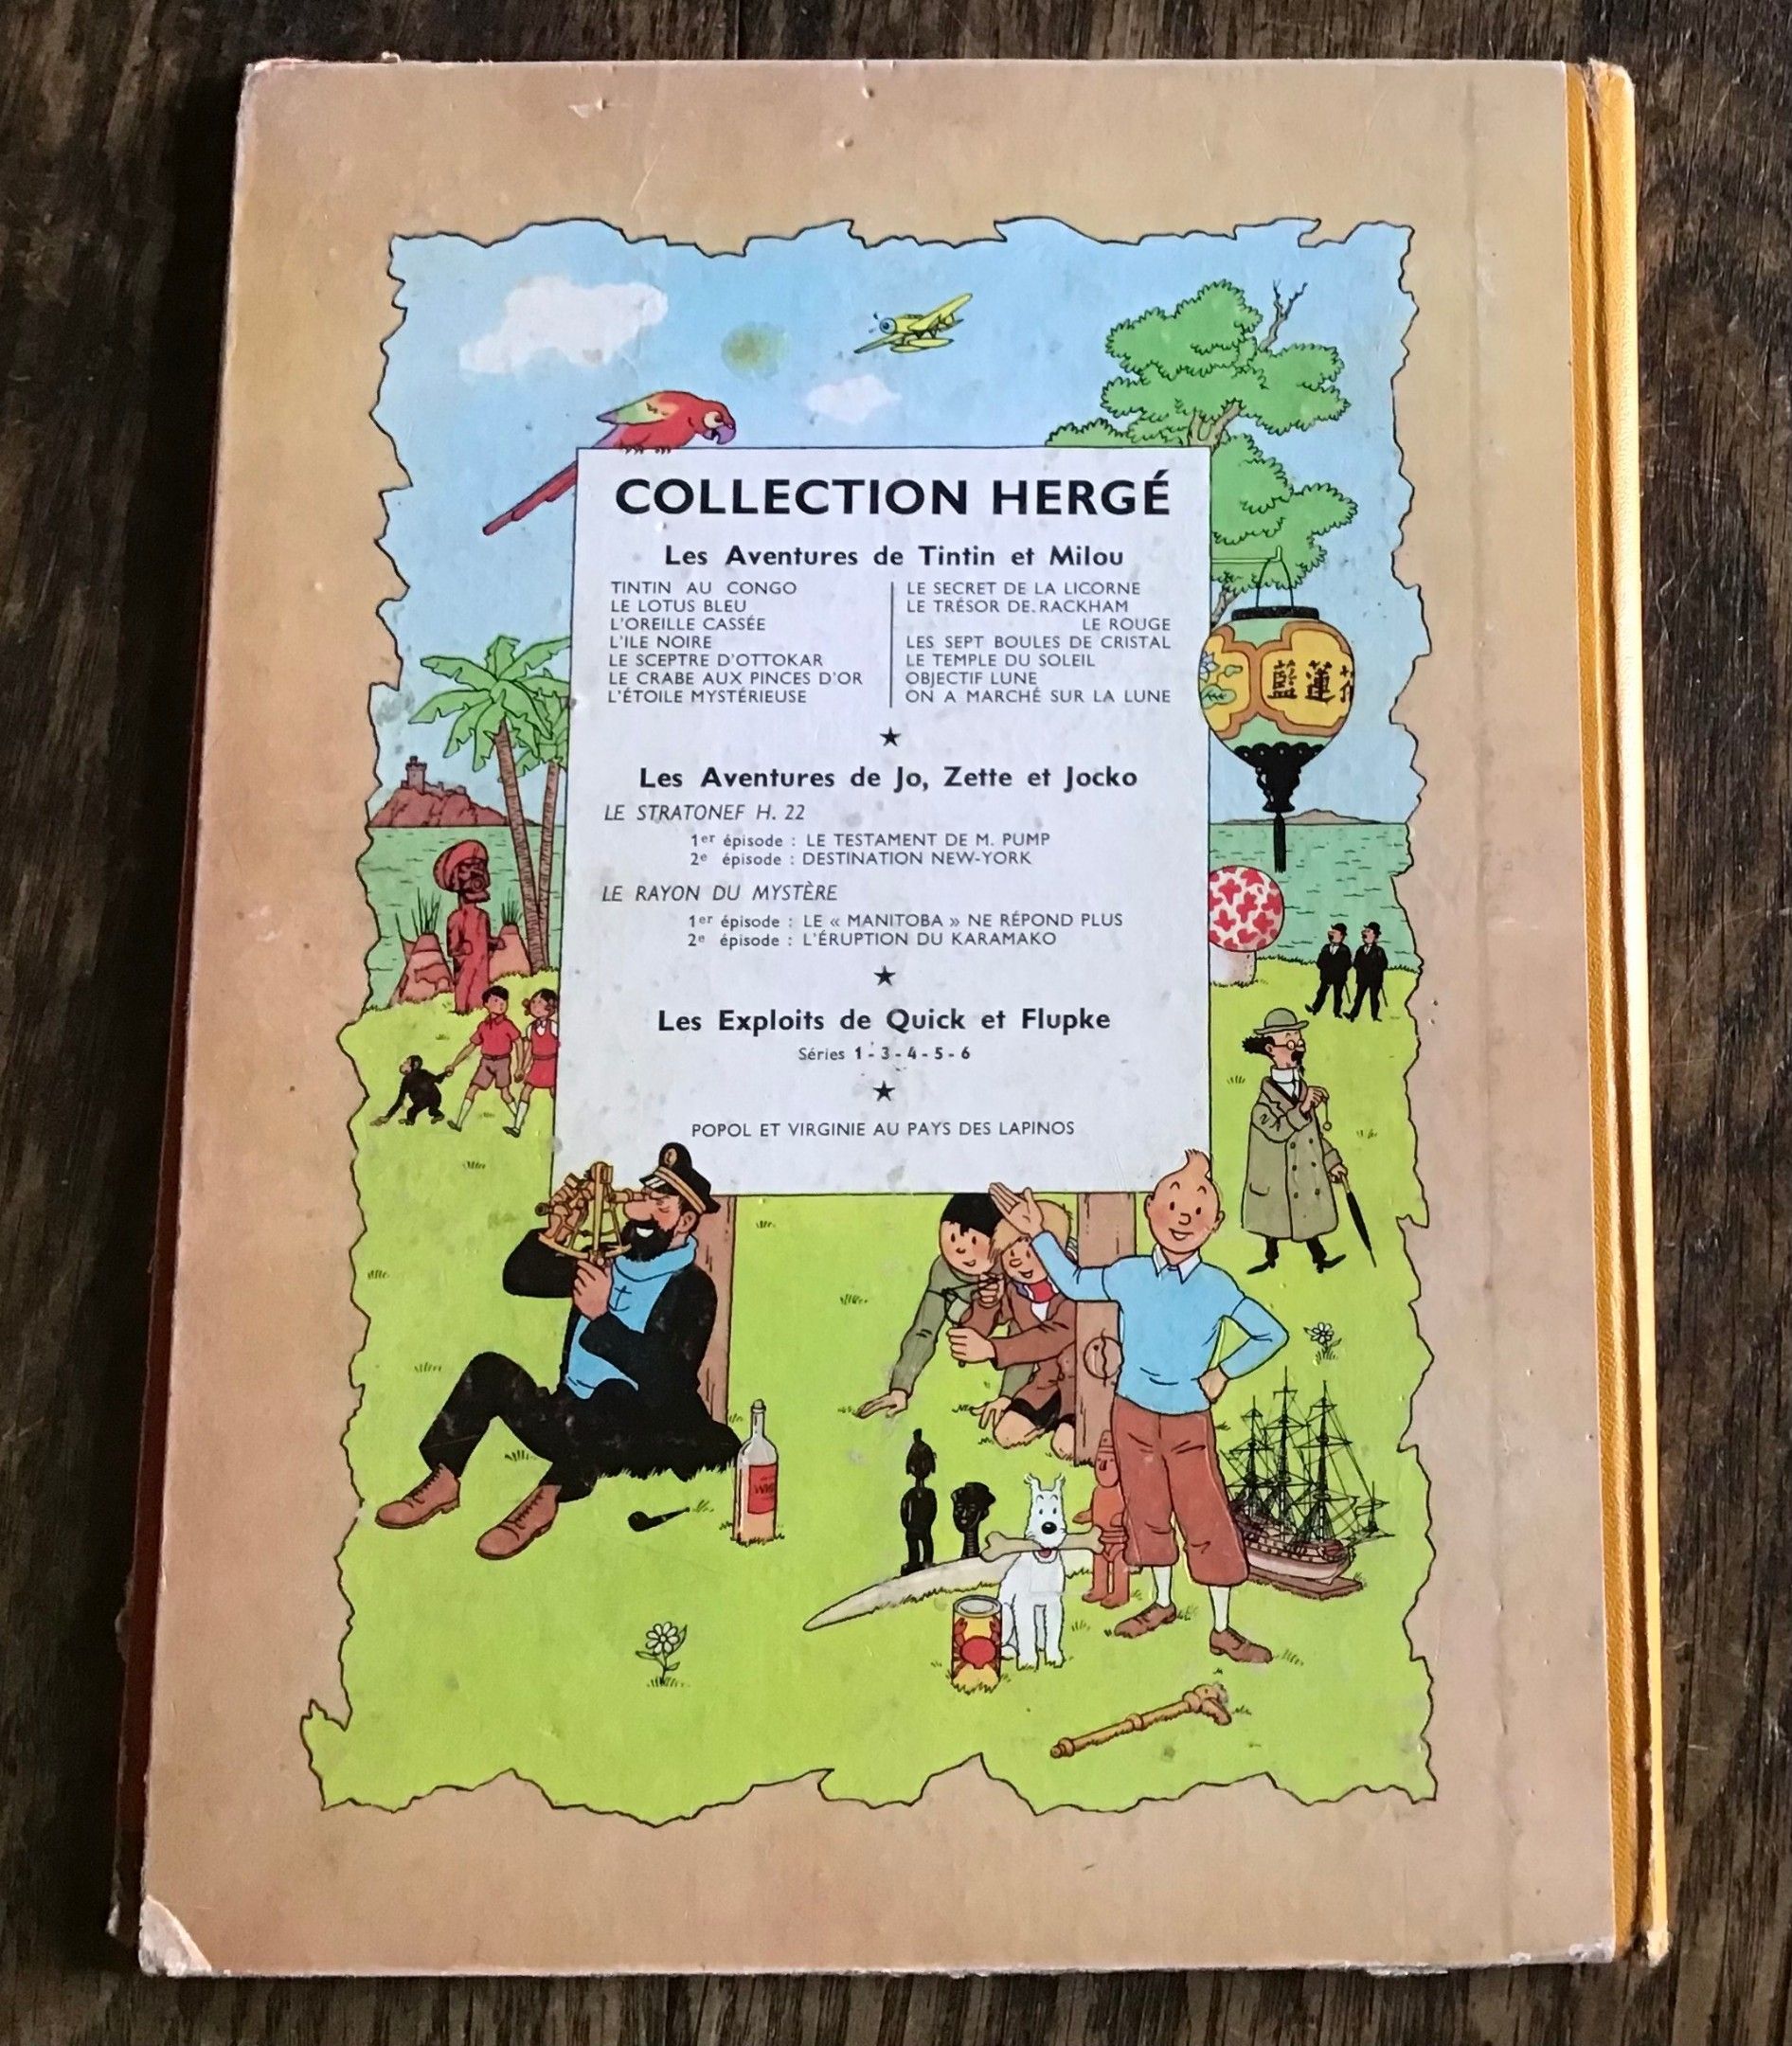 COLLECTION HERGÉ
Les Aventures de Tintin et Milou
TINTIN AU CONGO
LE LOTUS BLEU
L'OREILLE CASSÉE
L'ILE NOIRE
LE SCEPTRE D'OTTOKAR
LE CRABE AUX PINCES D'OR
L'ÉTOILE MYSTÉRIEUSE
LE SECRET DE LA LICORNE
LE TRÉSOR DE RACKHAM
LE ROUGE
LES SEPT BOULES DE CRISTAL
LE TEMPLE DU SOLEIL
OBJECTIF LUNE
ON A MARCHÉ SUR LA LUNE
Les Aventures de Jo, Zette et Jocko
LE STRATONEF H. 22
1er épisode : LE TESTAMENT DE M. PUMP
2e épisode : DESTINATION NEW-YORK
LE RAYON DU MYSTÈRE
1er épisode : LE « MANITOBA » NE RÉPOND PLUS
2e épisode : L'ÉRUPTION DU KARAMAKO
Les Exploits de Quick et Flupke
Séries 1 - 3 - 4 - 5 - 6
POPOL ET VIRGINIE AU PAYS DES LAPINOS
藍蓮花